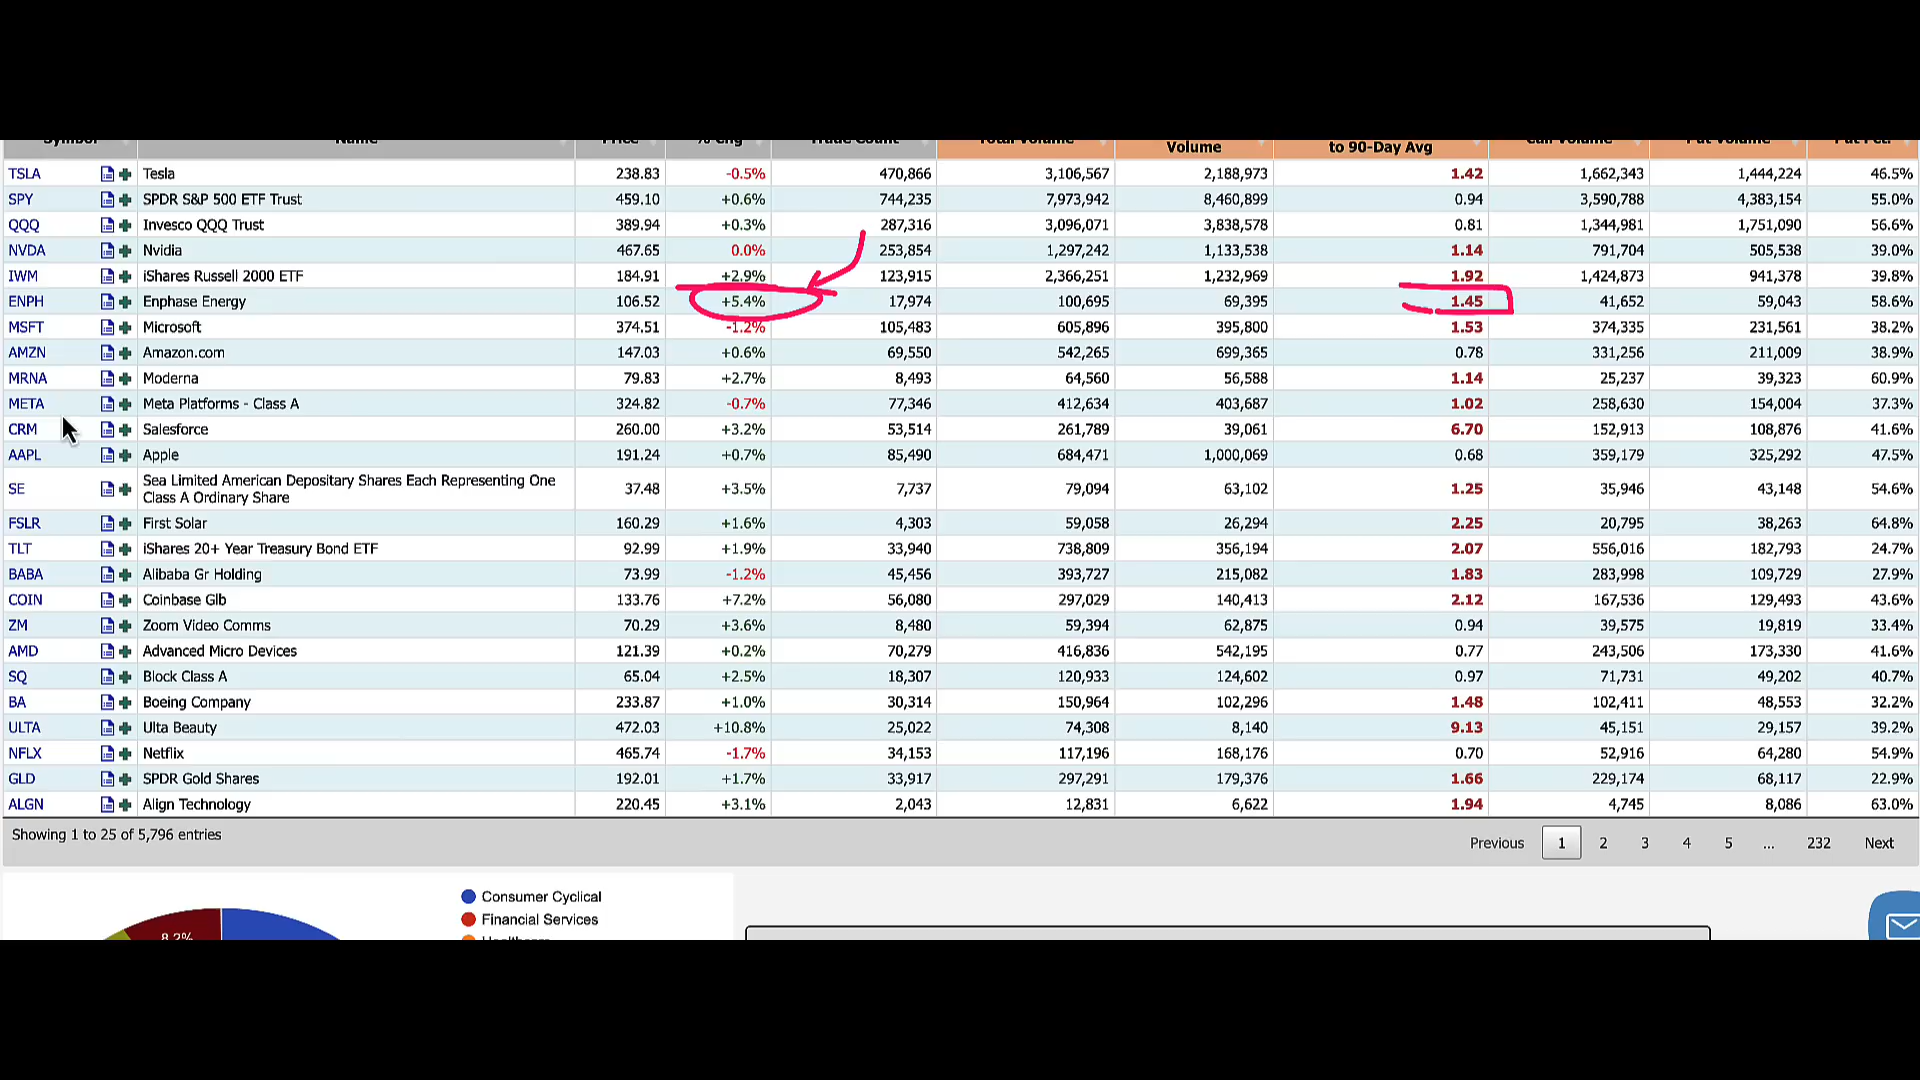 Symbol Name Price % Chg Trade Count Total Volume Volume to 90-Day Avg Call Volume Put Volume Put Pct.
TSLA Tesla 238.83 -0.5% 470,866 3,106,567 2,188,973 1.42 1,662,343 1,444,224 46.5%
SPY SPDR S&P 500 ETF Trust 459.10 +0.6% 744,235 7,973,942 8,460,899 0.94 3,590,788 4,383,154 55.0%
QQQ Invesco QQQ Trust 389.94 +0.3% 287,316 3,096,071 3,838,578 0.81 1,344,981 1,751,090 56.6%
NVDA Nvidia 467.65 0.0% 253,854 1,297,242 1,133,538 1.14 791,704 505,538 39.0%
IWM iShares Russell 2000 ETF 184.91 +2.9% 123,915 2,366,251 1,232,969 1.92 1,424,873 941,378 39.8%
ENPH Enphase Energy 106.52 +5.4% 17,974 100,695 69,395 1.45 41,652 59,043 58.6%
MSFT Microsoft 374.51 -1.2% 105,483 605,896 395,800 1.53 374,335 231,561 38.2%
AMZN Amazon.com 147.03 +0.6% 69,550 542,265 699,365 0.78 331,256 211,009 38.9%
MRNA Moderna 79.83 +2.7% 8,493 64,560 56,588 1.14 25,237 39,323 60.9%
META Meta Platforms - Class A 324.82 -0.7% 77,346 412,634 403,687 1.02 258,630 154,004 37.3%
CRM Salesforce 260.00 +3.2% 53,514 261,789 39,061 6.70 152,913 108,876 41.6%
AAPL Apple 191.24 +0.7% 85,490 684,471 1,000,069 0.68 359,179 325,292 47.5%
SE Sea Limited American Depositary Shares Each Representing One
Class A Ordinary Share 37.48 +3.5% 7,737 79,094 63,102 1.25 35,946 43,148 54.6%
FSLR First Solar 160.29 +1.6% 4,303 59,058 26,294 2.25 20,795 38,263 64.8%
TLT iShares 20+ Year Treasury Bond ETF 92.99 +1.9% 33,940 738,809 356,194 2.07 556,016 182,793 24.7%
BABA Alibaba Gr Holding 73.99 -1.2% 45,456 393,727 215,082 1.83 283,998 109,729 27.9%
COIN Coinbase Glb 133.76 +7.2% 56,080 297,029 140,413 2.12 167,536 129,493 43.6%
ZM Zoom Video Comms 70.29 +3.6% 8,480 59,394 62,875 0.94 39,575 19,819 33.4%
AMD Advanced Micro Devices 121.39 +0.2% 70,279 416,836 542,195 0.77 243,506 173,330 41.6%
SQ Block Class A 65.04 +2.5% 18,307 120,933 124,602 0.97 71,731 49,202 40.7%
BA Boeing Company 233.87 +1.0% 30,314 150,964 102,296 1.48 102,411 48,553 32.2%
ULTA Ulta Beauty 472.03 +10.8% 25,022 74,308 8,140 9.13 45,151 29,157 39.2%
NFLX Netflix 465.74 -1.7% 34,153 117,196 168,176 0.70 52,916 64,280 54.9%
GLD SPDR Gold Shares 192.01 +1.7% 33,917 297,291 179,376 1.66 229,174 68,117 22.9%
ALGN Align Technology 220.45 +3.1% 2,043 12,831 6,622 1.94 4,745 8,086 63.0%
Showing 1 to 25 of 5,796 entries
Previous 1 2 3 4 5 ... 232 Next
Consumer Cyclical
Financial Services
8.2%